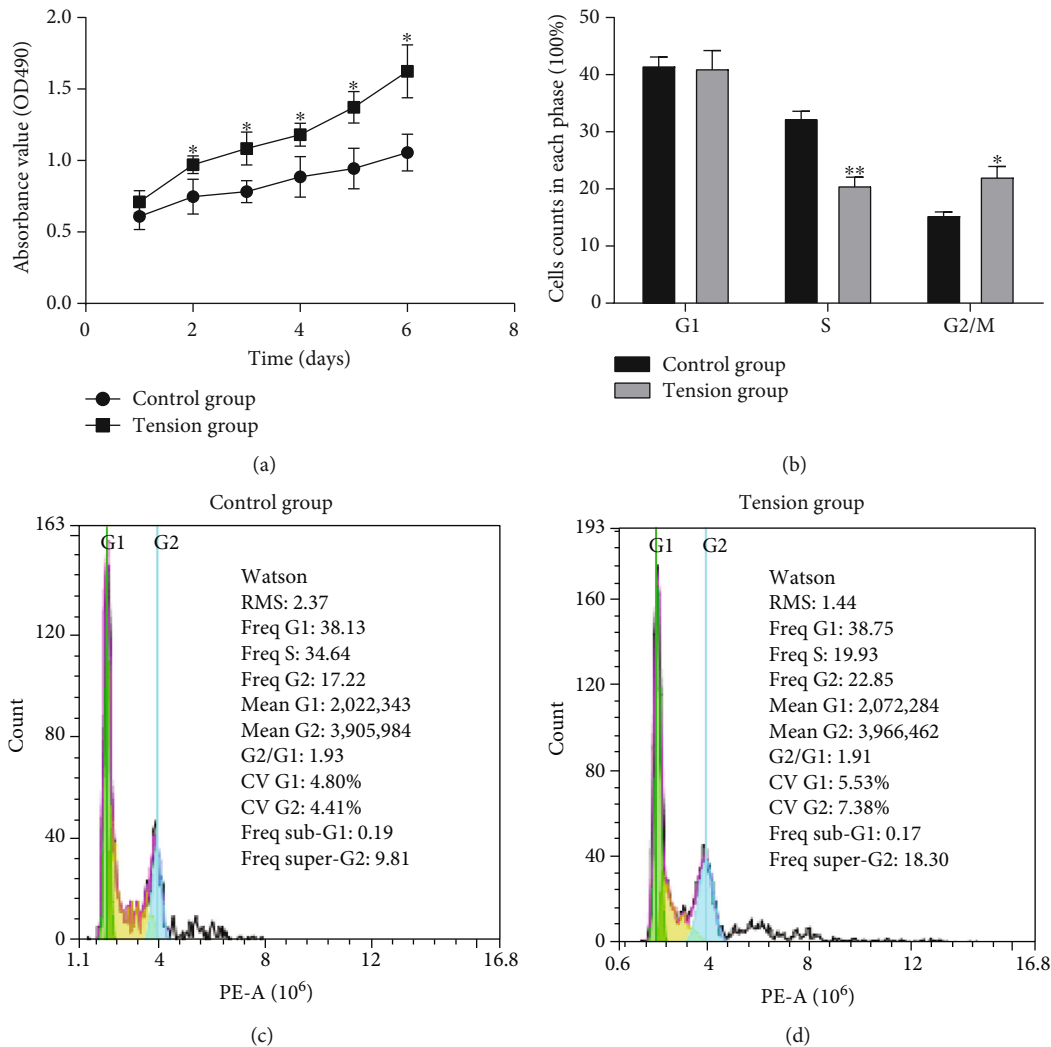 2.0
1.5
1.0
0.5
0.0
Absorbance value (OD490)
*
*
*
*
*
0
2
4
6
8
Time (days)
Control group
Tension group
(a)
50
40
30
20
10
0
Cells counts in each phase (100%)
**
*
G1
S
G2/M
Control group
Tension group
(b)
Control group
163
120
80
40
0
Count
G1
G2
Watson
RMS: 2.37
Freq G1: 38.13
Freq S: 34.64
Freq G2: 17.22
Mean G1: 2,022,343
Mean G2: 3,905,984
G2/G1: 1.93
CV G1: 4.80%
CV G2: 4.41%
Freq sub-G1: 0.19
Freq super-G2: 9.81
1.1
4
8
12
16.8
PE-A (10⁶)
(c)
Tension group
193
160
120
80
40
0
Count
G1
G2
Watson
RMS: 1.44
Freq G1: 38.75
Freq S: 19.93
Freq G2: 22.85
Mean G1: 2,072,284
Mean G2: 3,966,462
G2/G1: 1.91
CV G1: 5.53%
CV G2: 7.38%
Freq sub-G1: 0.17
Freq super-G2: 18.30
0.6
4
8
12
16.8
PE-A (10⁶)
(d)